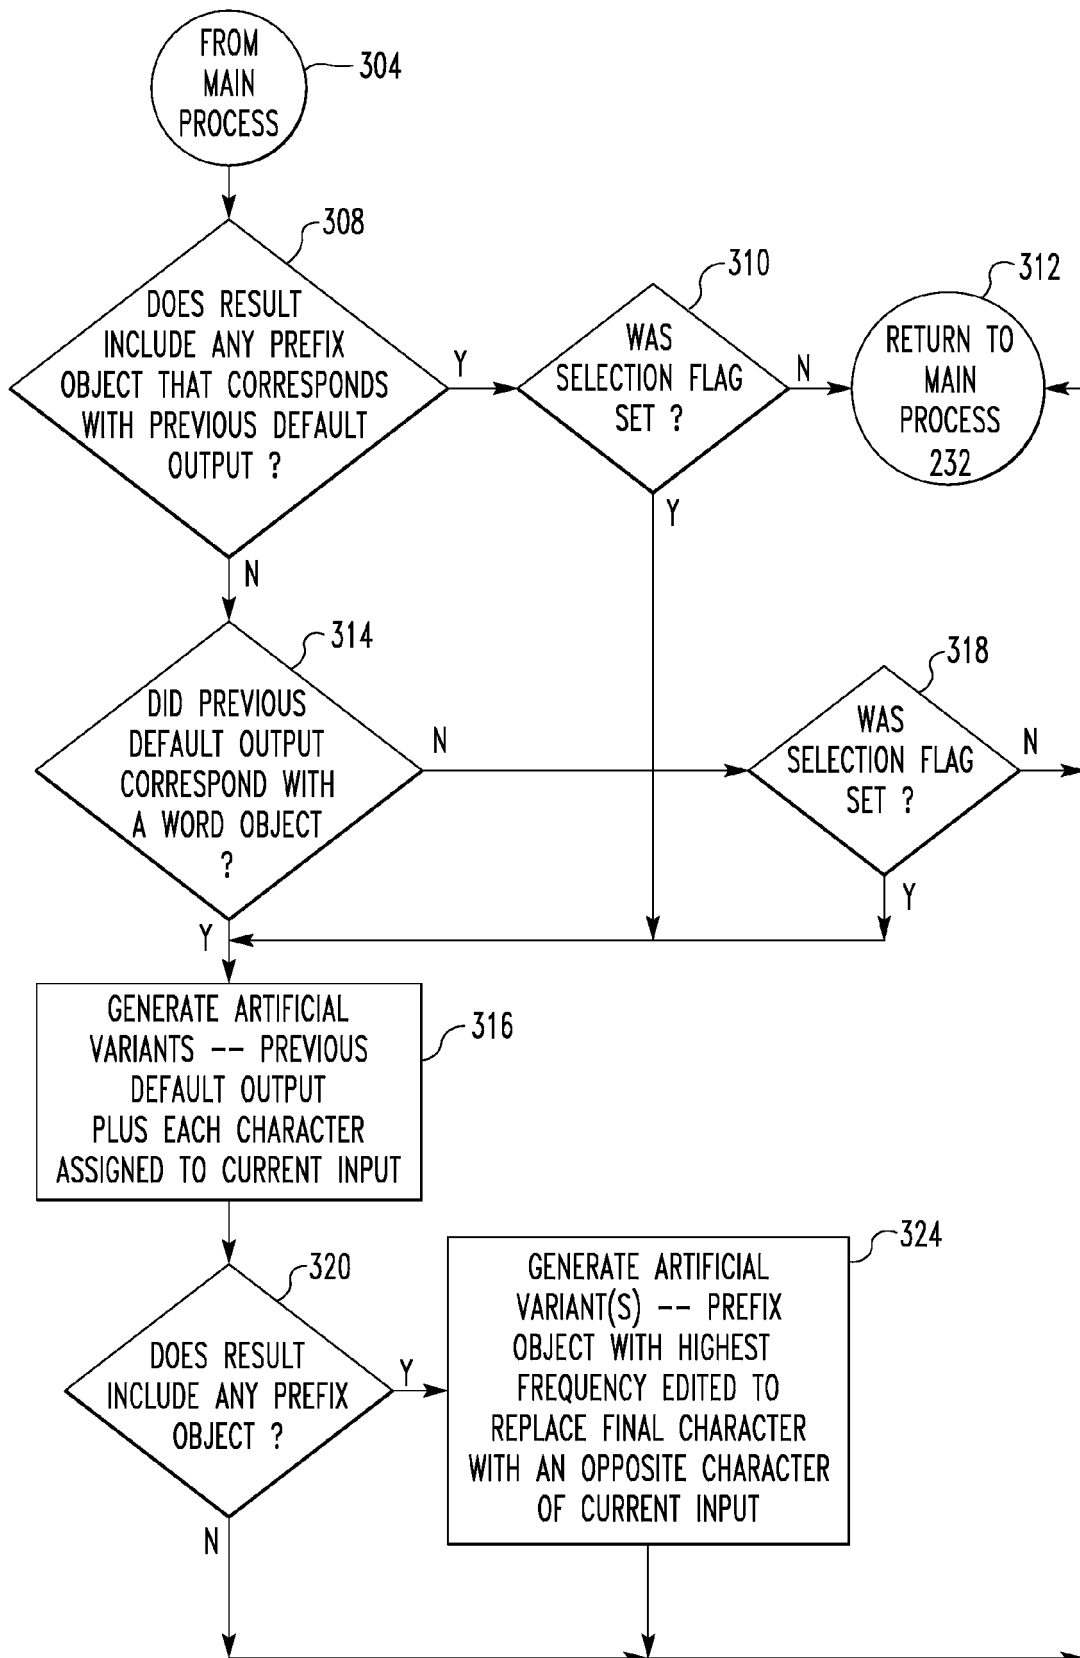 FROM
MAIN
PROCESS
304
308
DOES RESULT
INCLUDE ANY PREFIX
OBJECT THAT CORRESPONDS
WITH PREVIOUS DEFAULT
OUTPUT ?
Y
N
310
WAS
SELECTION FLAG
SET ?
N
Y
312
RETURN TO
MAIN
PROCESS
232
314
DID PREVIOUS
DEFAULT OUTPUT
CORRESPOND WITH
A WORD OBJECT
?
N
Y
318
WAS
SELECTION FLAG
SET ?
N
Y
316
GENERATE ARTIFICIAL
VARIANTS -- PREVIOUS
DEFAULT OUTPUT
PLUS EACH CHARACTER
ASSIGNED TO CURRENT INPUT
320
DOES RESULT
INCLUDE ANY PREFIX
OBJECT ?
Y
N
324
GENERATE ARTIFICIAL
VARIANT(S) -- PREFIX
OBJECT WITH HIGHEST
FREQUENCY EDITED TO
REPLACE FINAL CHARACTER
WITH AN OPPOSITE CHARACTER
OF CURRENT INPUT